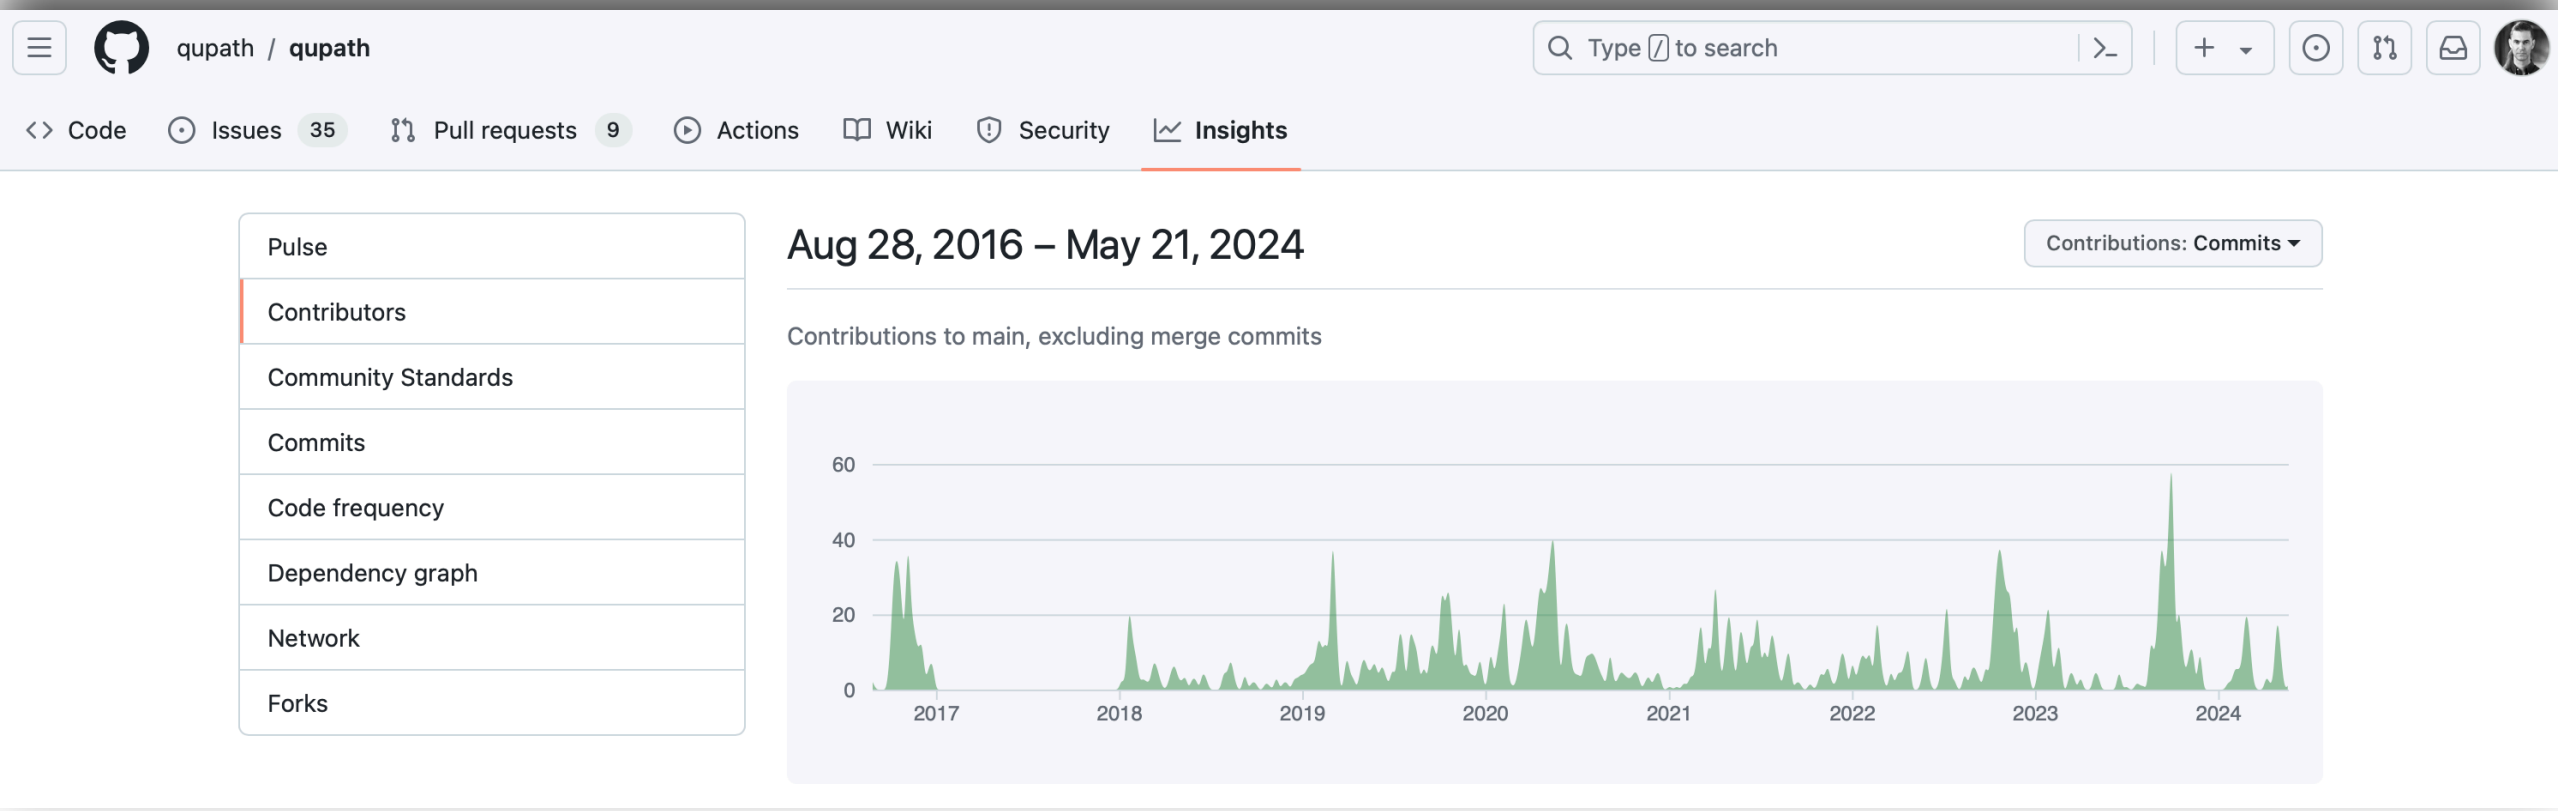 qupath / qupath
Type / to search
Code
Issues 35
Pull requests 9
Actions
Wiki
Security
Insights
Pulse
Contributors
Community Standards
Commits
Code frequency
Dependency graph
Network
Forks
Aug 28, 2016 – May 21, 2024
Contributions: Commits
Contributions to main, excluding merge commits
60
40
20
0
2017 2018 2019 2020 2021 2022 2023 2024